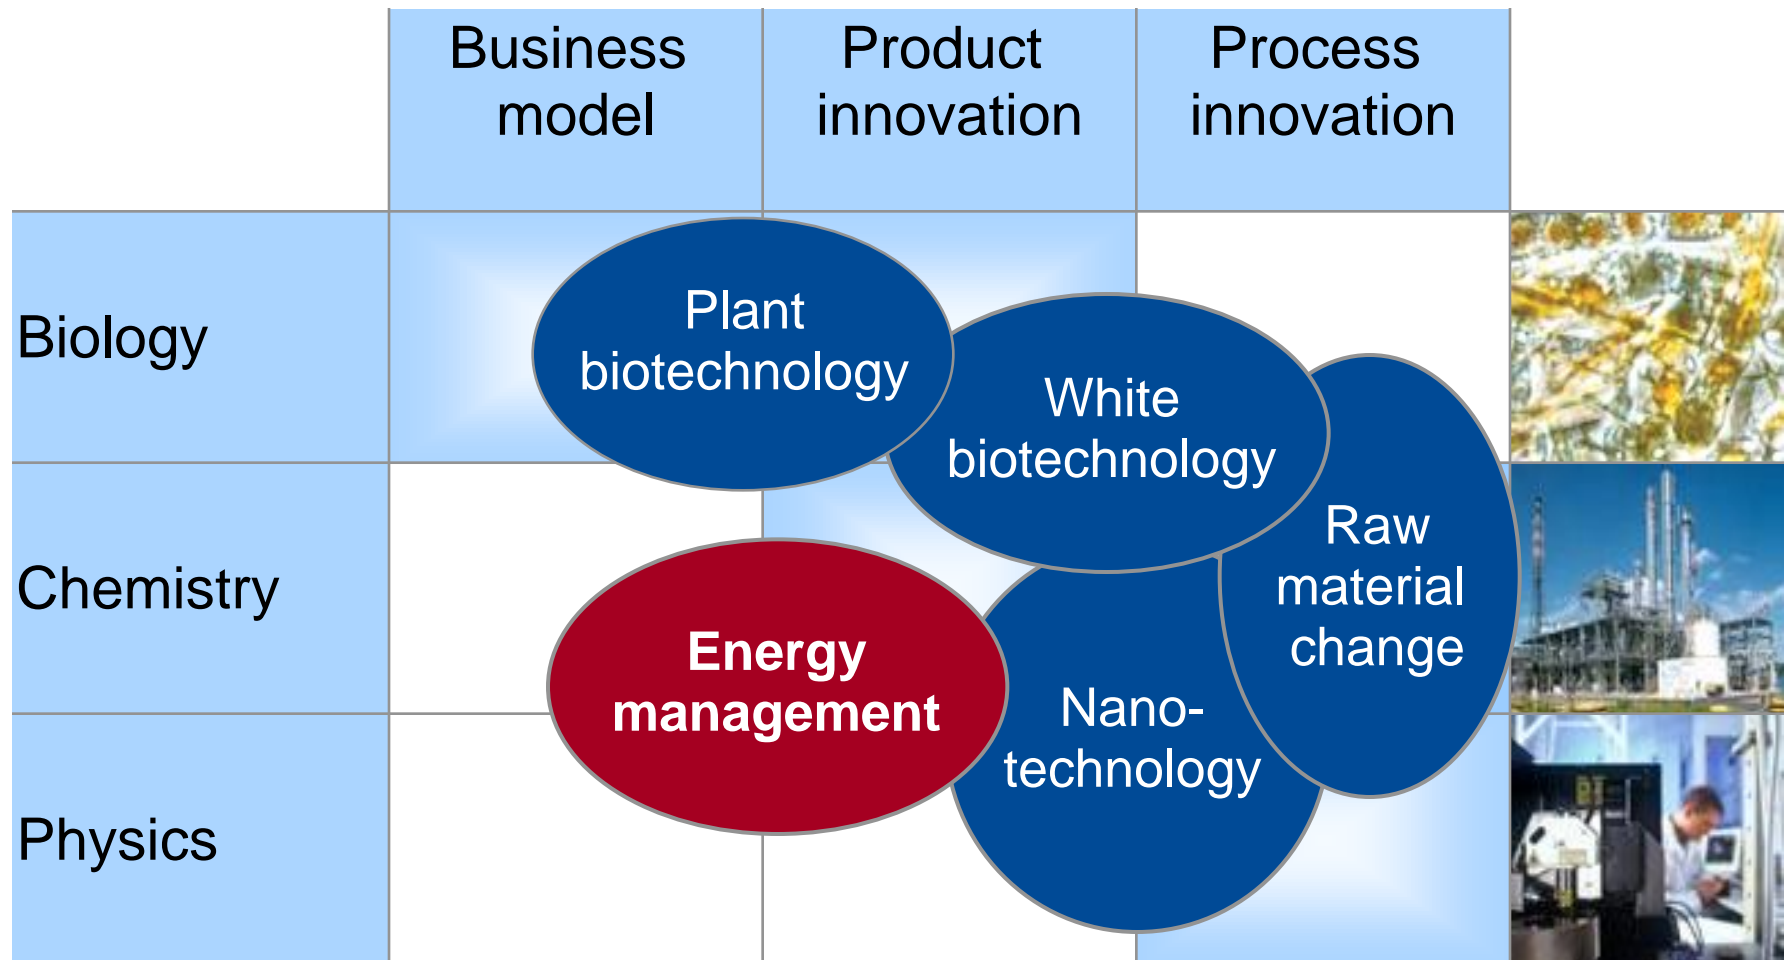 Business
model
Product
innovation
Process
innovation
Biology
Plant
biotechnology
White
biotechnology
Chemistry
Raw
material
change
Energy
management
Nano-
technology
Physics